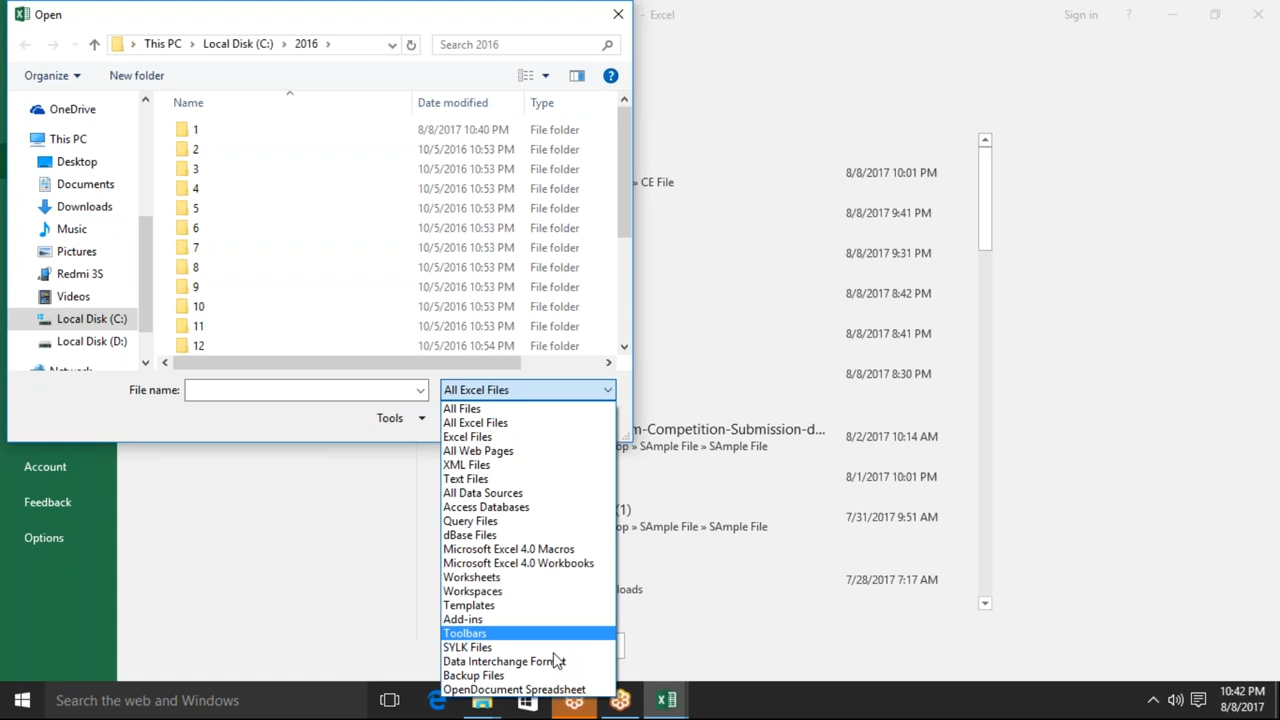 Open
- Excel
Sign in
?
This PC
Local Disk (C:)
2016
Search 2016
Organize
New folder
?
Name
Date modified
Type
OneDrive
This PC
Desktop
Documents
Downloads
Music
Pictures
Redmi 3S
Videos
Local Disk (C:)
Local Disk (D:)
1 8/8/2017 10:40 PM File folder
2 10/5/2016 10:53 PM File folder
3 10/5/2016 10:53 PM File folder
4 10/5/2016 10:53 PM File folder
5 10/5/2016 10:53 PM File folder
6 10/5/2016 10:53 PM File folder
7 10/5/2016 10:53 PM File folder
8 10/5/2016 10:53 PM File folder
9 10/5/2016 10:53 PM File folder
10 10/5/2016 10:53 PM File folder
11 10/5/2016 10:53 PM File folder
12 10/5/2016 10:54 PM File folder
File name:
All Excel Files
Tools
All Files
All Excel Files
Excel Files
All Web Pages
XML Files
Text Files
All Data Sources
Access Databases
Query Files
dBase Files
Microsoft Excel 4.0 Macros
Microsoft Excel 4.0 Workbooks
Worksheets
Workspaces
Templates
Add-ins
Toolbars
SYLK Files
Data Interchange Format
Backup Files
OpenDocument Spreadsheet
8/8/2017 10:01 PM
» CE File
8/8/2017 9:41 PM
8/8/2017 9:31 PM
8/8/2017 8:42 PM
8/8/2017 8:41 PM
8/8/2017 8:30 PM
m-Competition-Submission-d...
8/2/2017 10:14 AM
op » SAmple File » SAmple File
8/1/2017 10:01 PM
(1)
7/31/2017 9:51 AM
op » SAmple File » SAmple File
7/28/2017 7:17 AM
loads
Account
Feedback
Options
Search the web and Windows
10:42 PM
8/8/2017